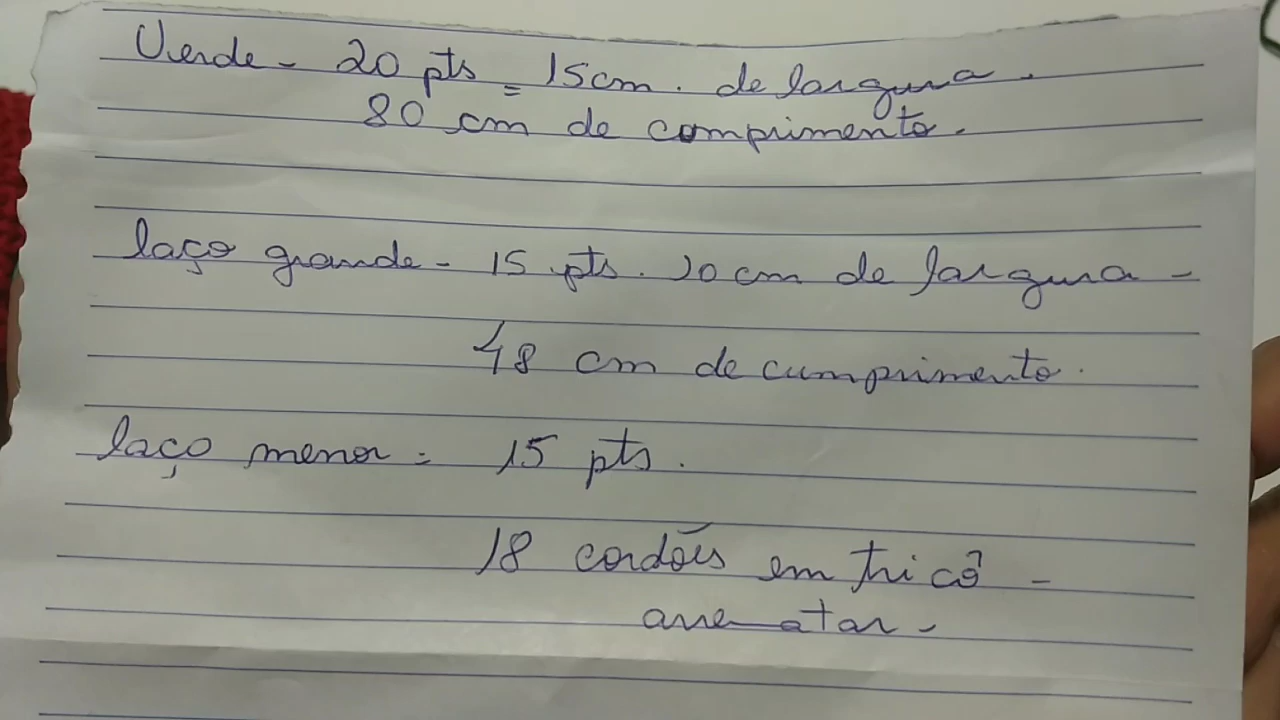 Verde - 20 pts = 15cm. de largura.
80 cm de comprimento.
laço grande - 15 pts. 10 cm de largura -
48 cm de cumprimento.
laço menor = 15 pts.
18 cordões em tricô -
arrematar -